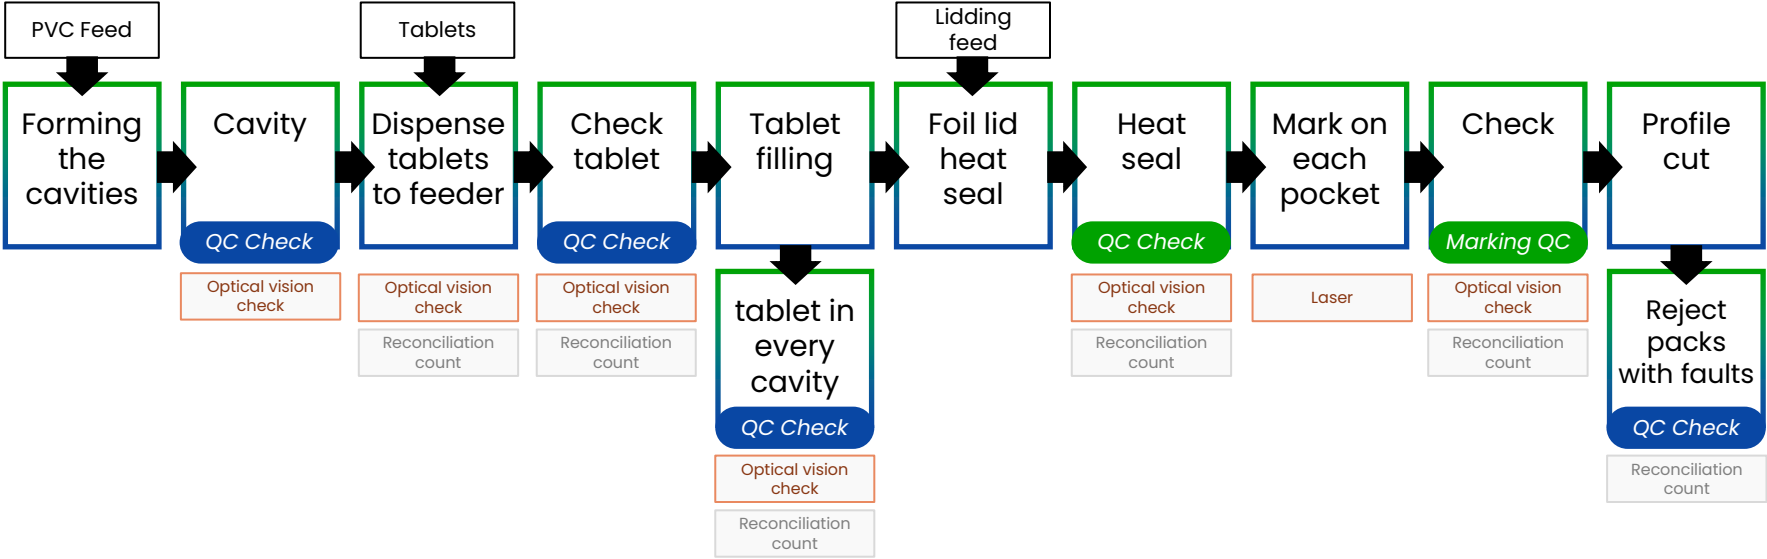 PVC Feed
Tablets
Lidding
feed
Forming
the
cavities
Cavity
QC Check
Optical vision
check
Dispense
tablets
to feeder
Optical vision
check
Reconciliation
count
Check
tablet
QC Check
Optical vision
check
Reconciliation
count
Tablet
filling
tablet in
every
cavity
QC Check
Optical vision
check
Reconciliation
count
Foil lid
heat
seal
Heat
seal
QC Check
Optical vision
check
Reconciliation
count
Mark on
each
pocket
Laser
Check
Marking QC
Optical vision
check
Reconciliation
count
Profile
cut
Reject
packs
with faults
QC Check
Reconciliation
count